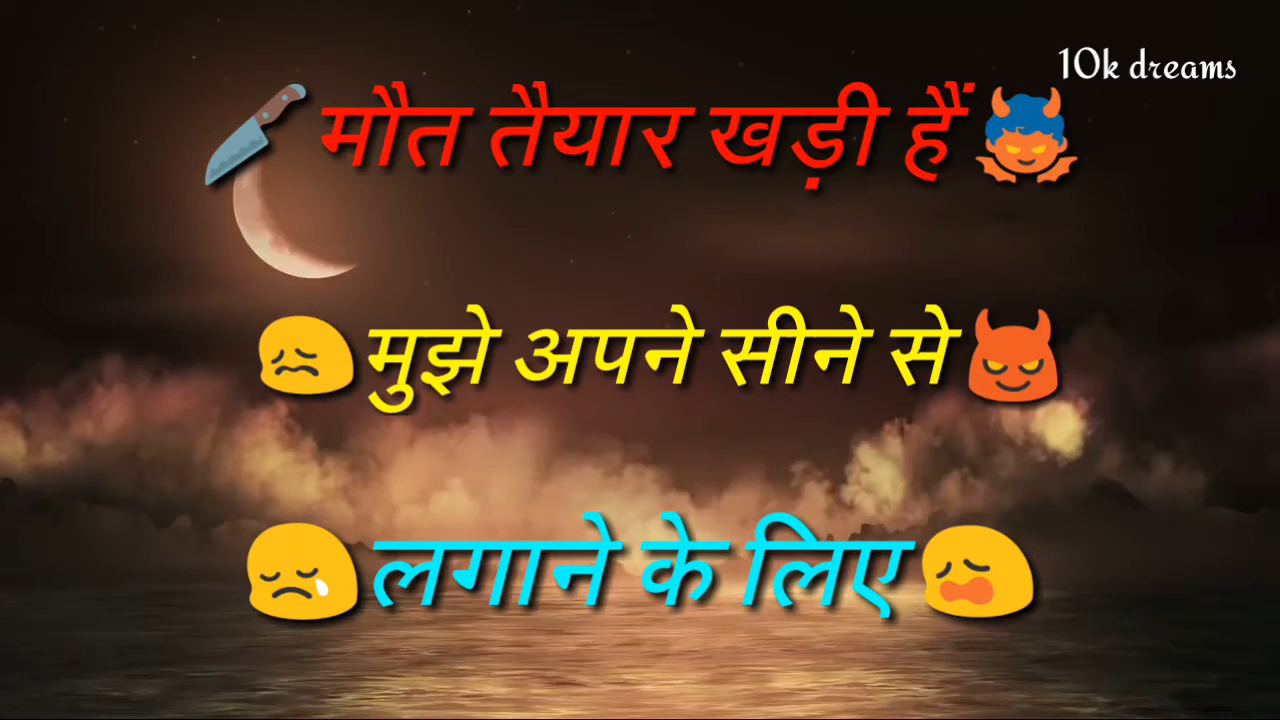 10k dreams
🔪मौत तैयार खड़ी हैं👿
😖मुझे अपने सीने से😈
😢लगाने के लिए😩